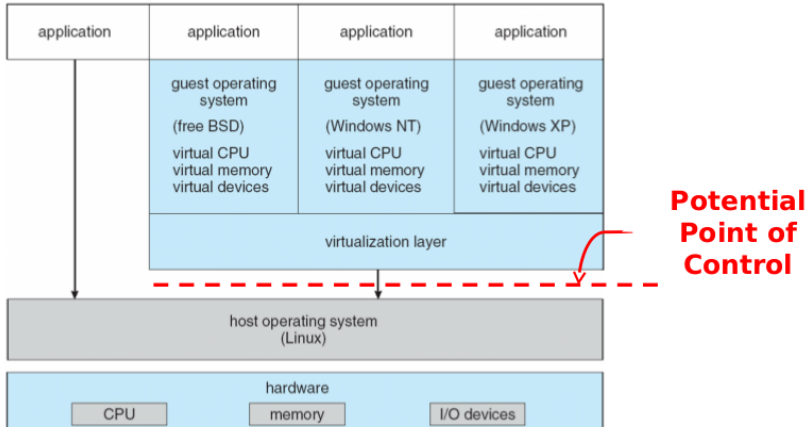 application
application
application
application
guest operating
system
(free BSD)
virtual CPU
virtual memory
virtual devices
guest operating
system
(Windows NT)
virtual CPU
virtual memory
virtual devices
guest operating
system
(Windows XP)
virtual CPU
virtual memory
virtual devices
Potential
Point of
Control
virtualization layer
host operating system
(Linux)
hardware
CPU
memory
I/O devices